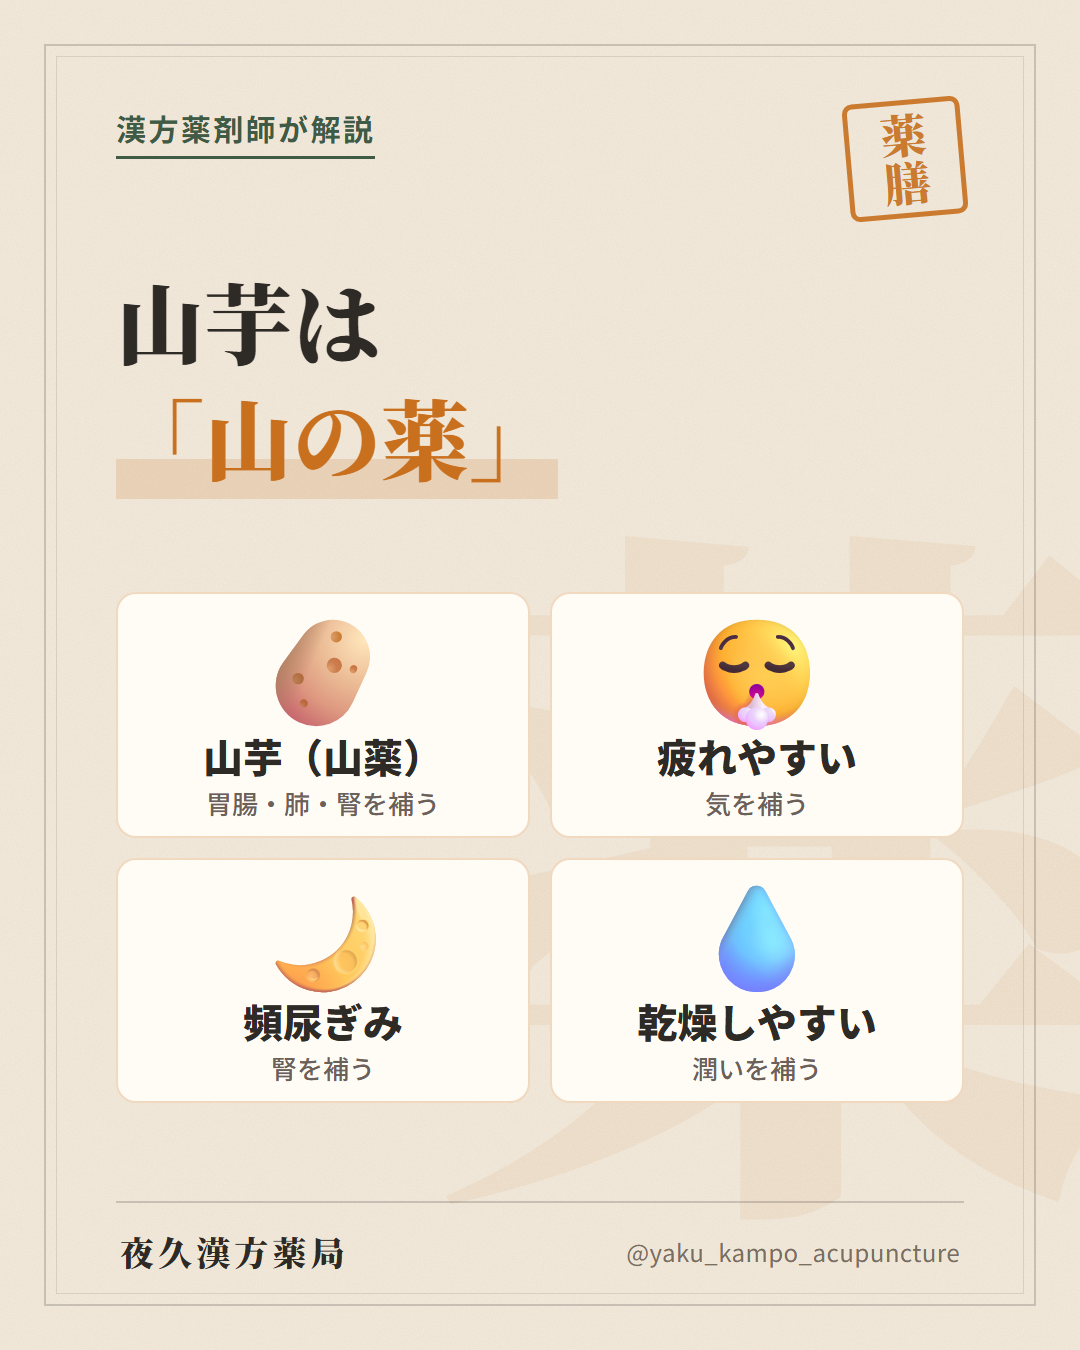 漢方薬剤師が解説
薬
膳
山芋は
「山の薬」
山芋（山薬）
胃腸・肺・腎を補う
疲れやすい
気を補う
頻尿ぎみ
腎を補う
乾燥しやすい
潤いを補う
薬
夜久漢方薬局
@yaku_kampo_acupuncture